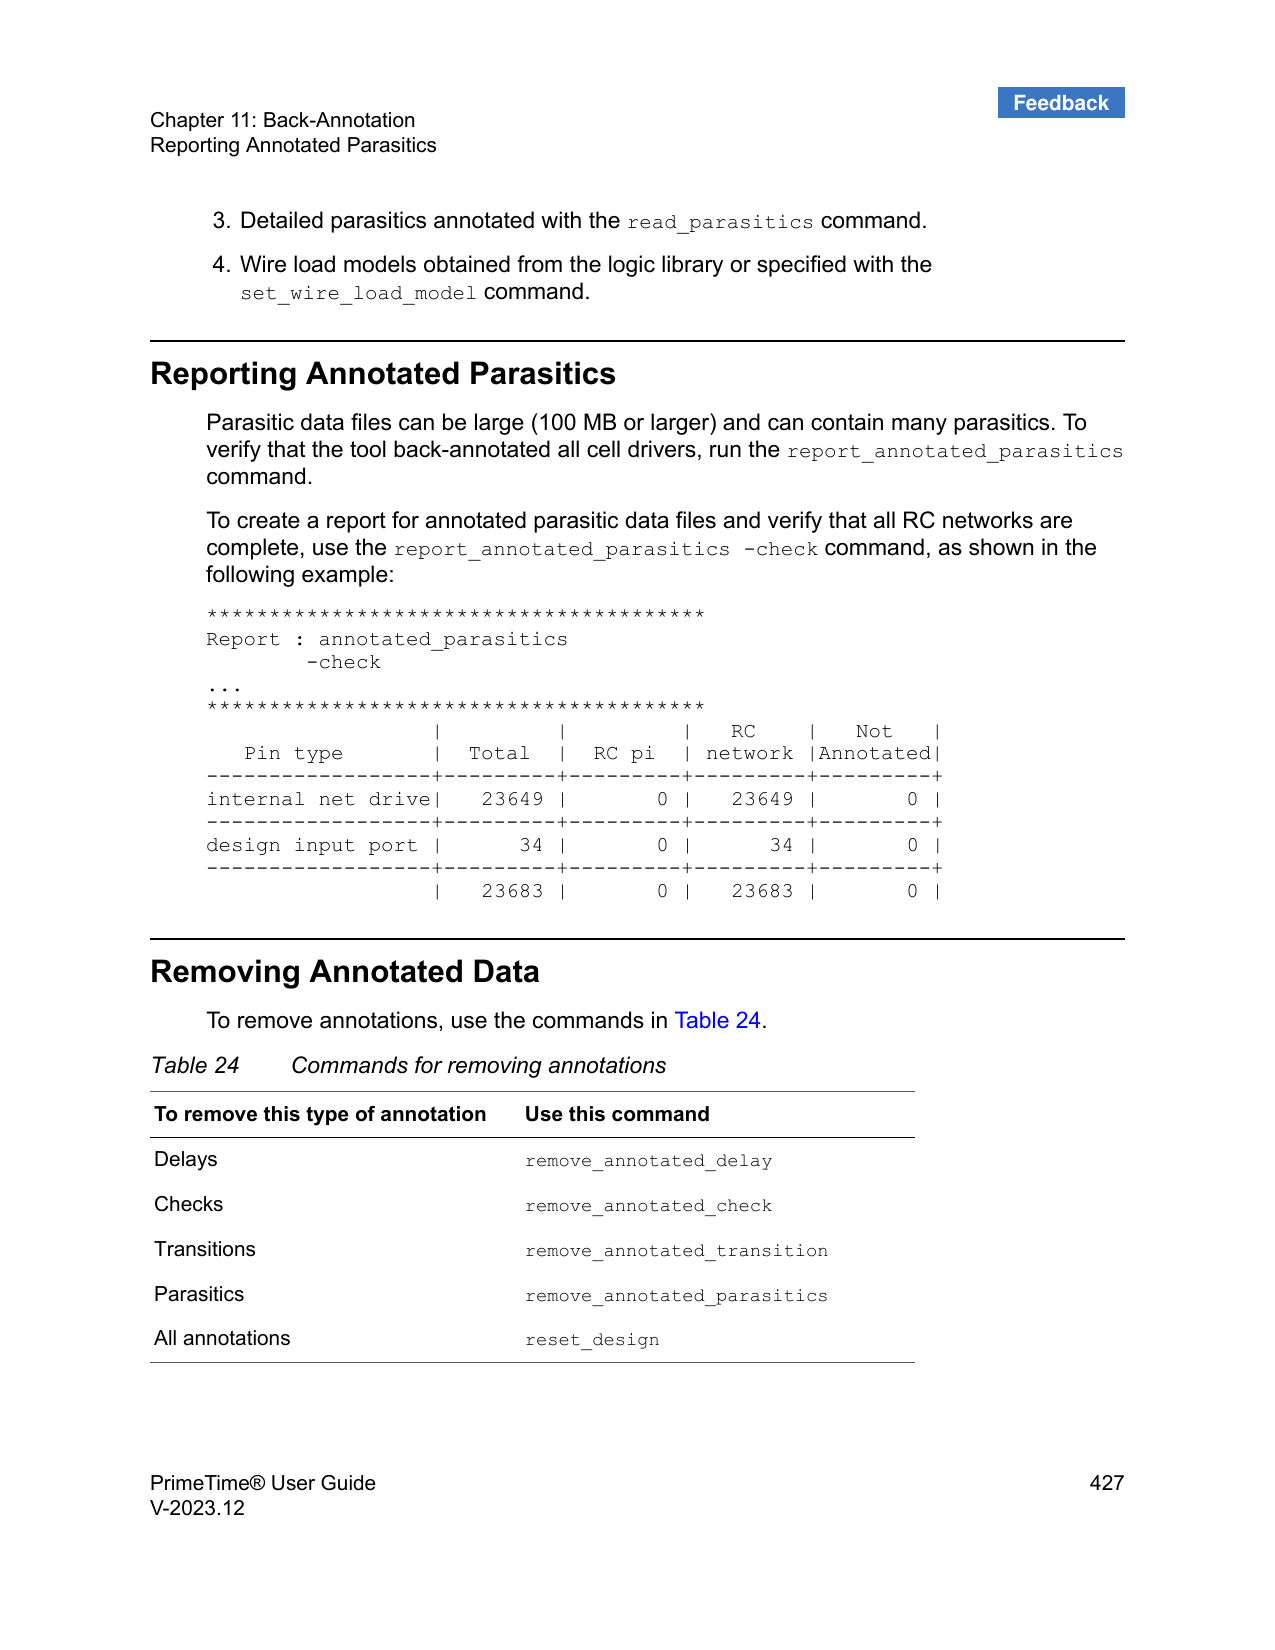 Feedback
Chapter 11: Back-Annotation
Reporting Annotated Parasitics
3. Detailed parasitics annotated with the read_parasitics command.
4. Wire load models obtained from the logic library or specified with the
set_wire_load_model command.
Reporting Annotated Parasitics
Parasitic data files can be large (100 MB or larger) and can contain many parasitics. To
verify that the tool back-annotated all cell drivers, run the report_annotated_parasitics
command.
To create a report for annotated parasitic data files and verify that all RC networks are
complete, use the report_annotated_parasitics -check command, as shown in the
following example:
****************************************
Report : annotated_parasitics
        -check
...
****************************************
                  |         |         |   RC    |   Not   |
   Pin type       |  Total  |  RC pi  | network |Annotated|
------------------+---------+---------+---------+---------+
internal net drive|   23649 |       0 |   23649 |       0 |
------------------+---------+---------+---------+---------+
design input port |      34 |       0 |      34 |       0 |
------------------+---------+---------+---------+---------+
                  |   23683 |       0 |   23683 |       0 |
Removing Annotated Data
To remove annotations, use the commands in Table 24.
Table 24 Commands for removing annotations
To remove this type of annotation Use this command
Delays remove_annotated_delay
Checks remove_annotated_check
Transitions remove_annotated_transition
Parasitics remove_annotated_parasitics
All annotations reset_design
PrimeTime® User Guide 427
V-2023.12